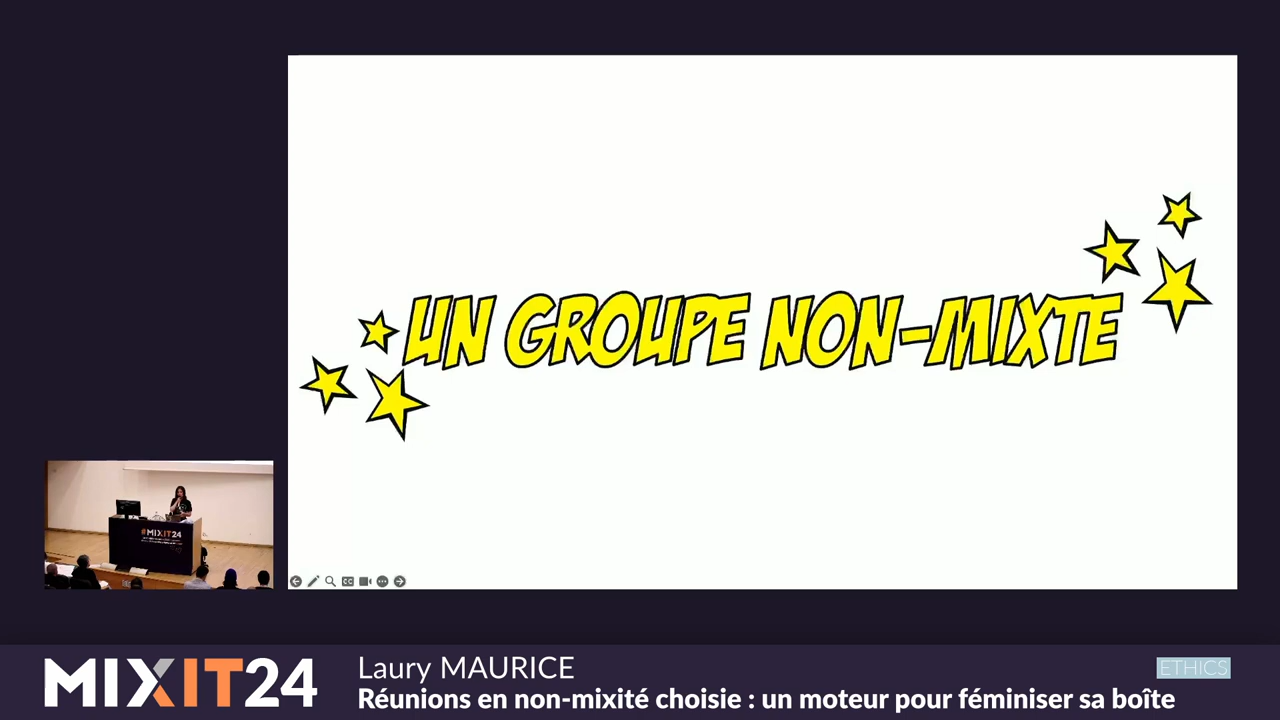 UN GROUPE NON-MIXTE
#MIXIT24
MIXIT24
Laury MAURICE
ETHICS
Réunions en non-mixité choisie : un moteur pour féminiser sa boîte